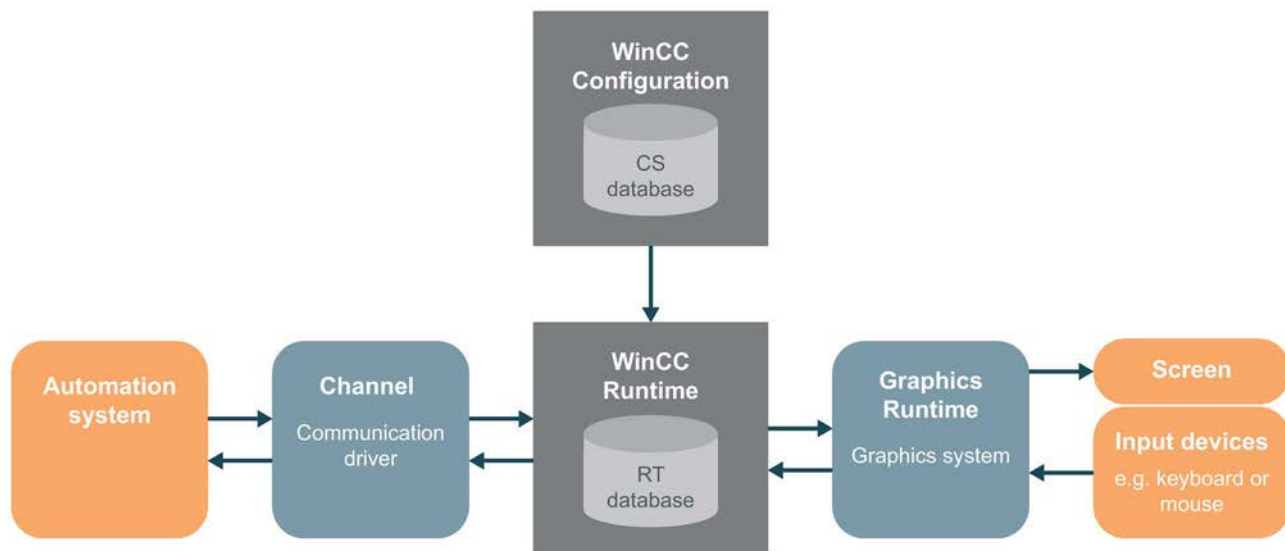 WinCC
Configuration
CS
database
Automation
system
Channel
Communication
driver
WinCC
Runtime
RT
database
Graphics
Runtime
Graphics system
Screen
Input devices
e.g. keyboard or
mouse